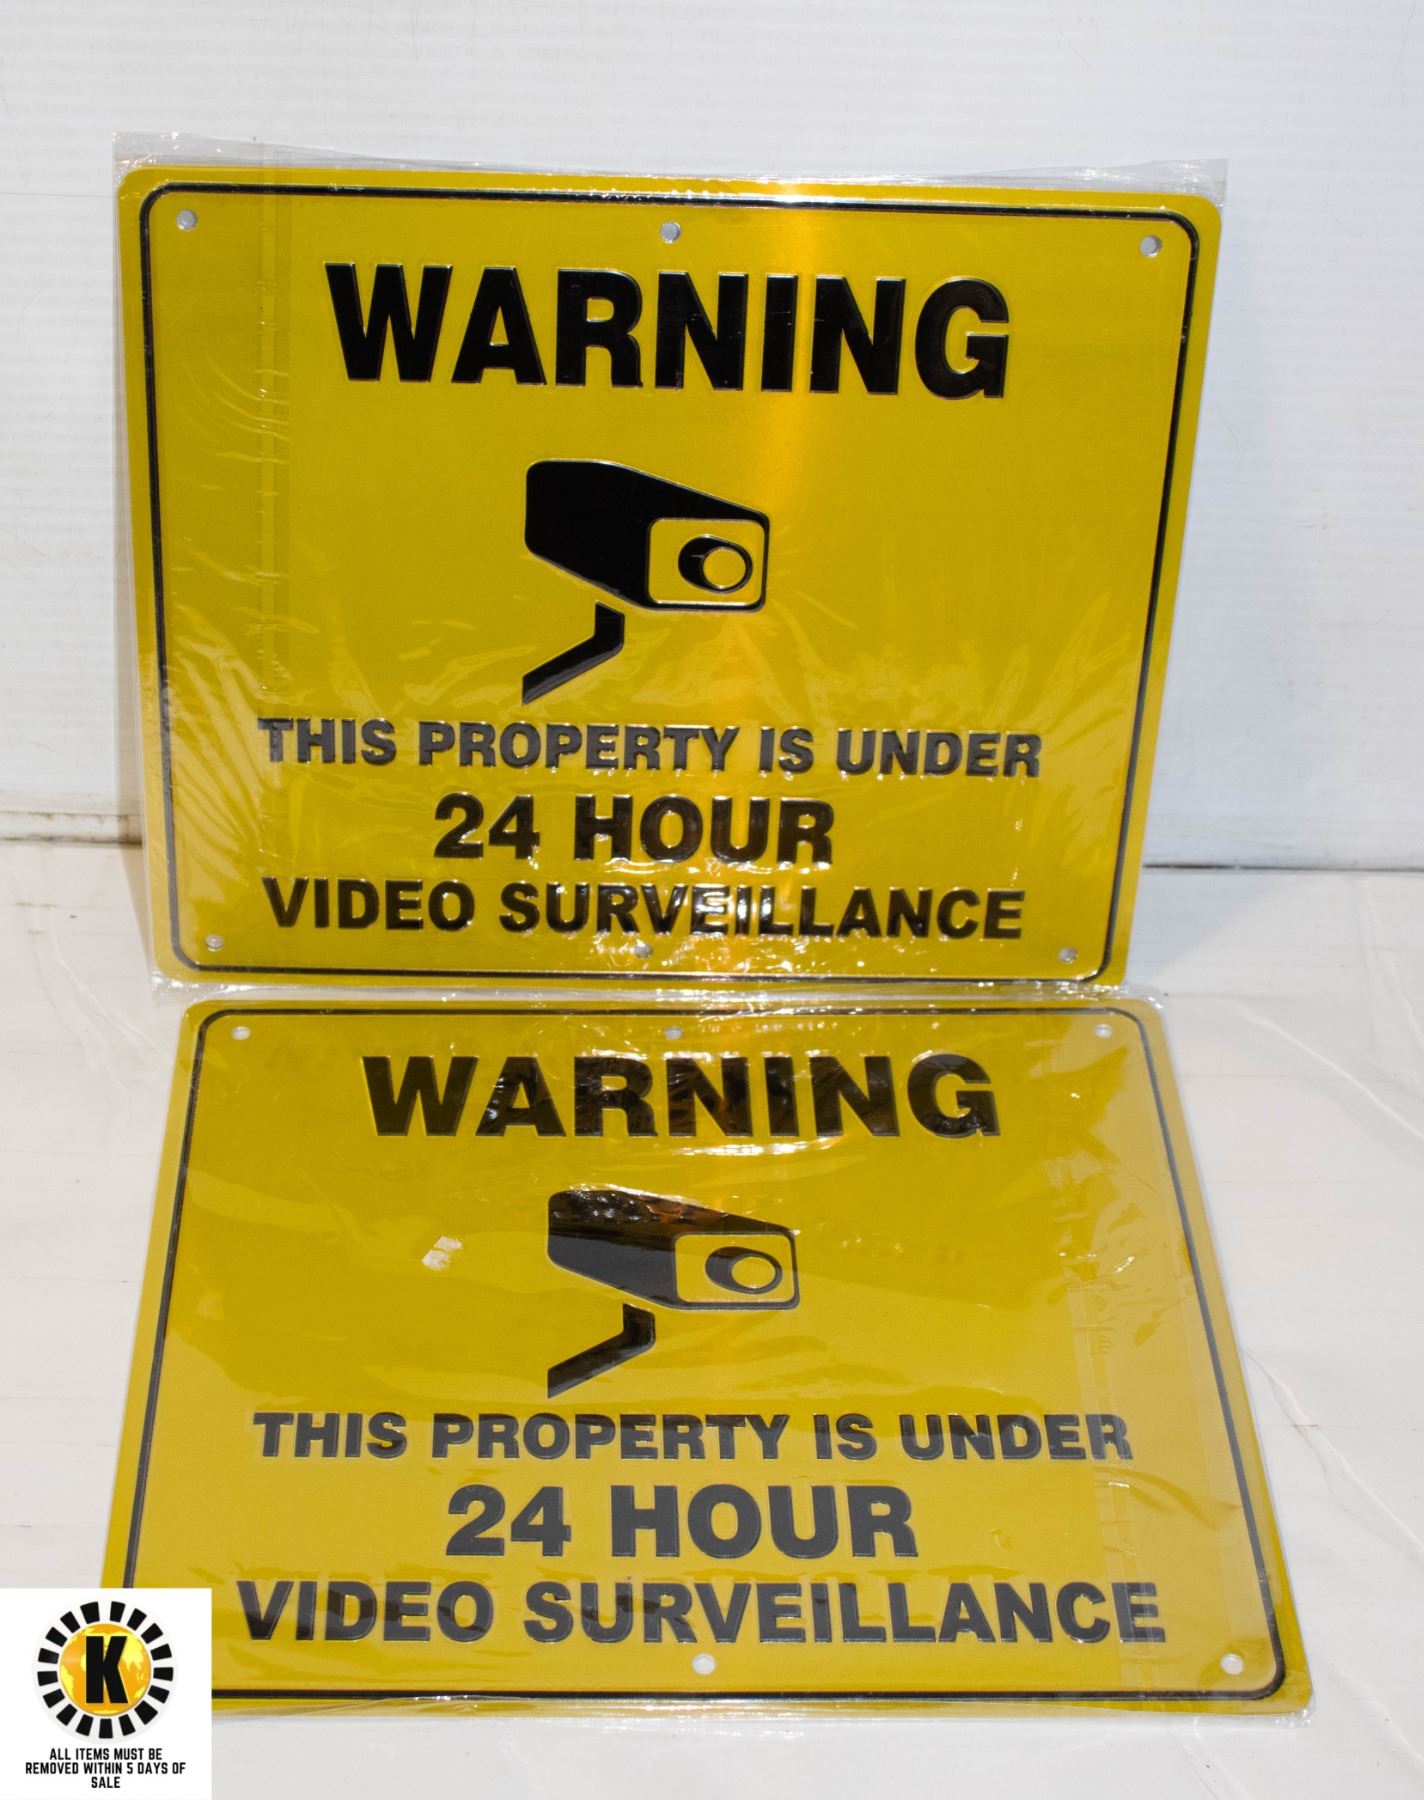 WARNING
THIS PROPERTY IS UNDER
24 HOUR
VIDEO SURVEILLANCE
WARNING
THIS PROPERTY IS UNDER
24 HOUR
VIDEO SURVEILLANCE
K
ALL ITEMS MUST BE
REMOVED WITHIN 5 DAYS OF
SALE